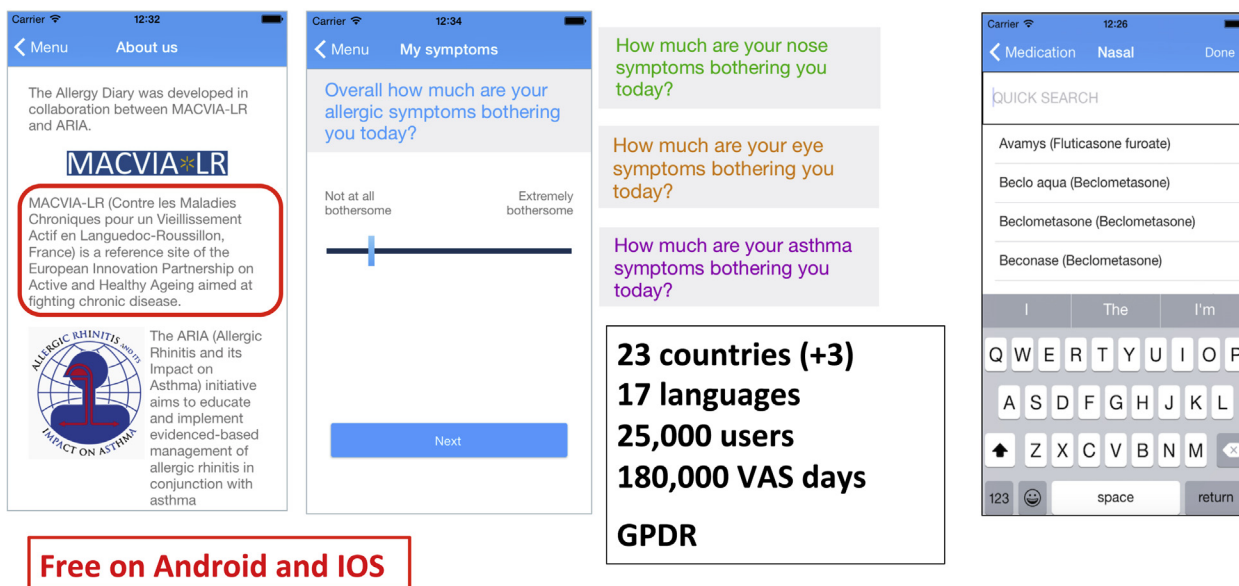 Carrier 12:32
Menu About us
The Allergy Diary was developed in
collaboration between MACVIA-LR
and ARIA.
MACVIA LR
MACVIA-LR (Contre les Maladies
Chroniques pour un Vieillissement
Actif en Languedoc-Roussillon,
France) is a reference site of the
European Innovation Partnership on
Active and Healthy Ageing aimed at
fighting chronic disease.
ALLERGIC RHINITIS AND ITS
IMPACT ON ASTHMA
The ARIA (Allergic
Rhinitis and its
Impact on
Asthma) initiative
aims to educate
and implement
evidenced-based
management of
allergic rhinitis in
conjunction with
asthma
Free on Android and IOS
Carrier 12:34
Menu My symptoms
Overall how much are your
allergic symptoms bothering
you today?
Not at all
bothersome
Extremely
bothersome
Next
How much are your nose
symptoms bothering you
today?
How much are your eye
symptoms bothering you
today?
How much are your asthma
symptoms bothering you
today?
23 countries (+3)
17 languages
25,000 users
180,000 VAS days
GPDR
Carrier 12:26
Medication Nasal Done
QUICK SEARCH
Avamys (Fluticasone furoate)
Beclo aqua (Beclometasone)
Beclometasone (Beclometasone)
Beconase (Beclometasone)
I The I'm
Q W E R T Y U I O P
A S D F G H J K L
Z X C V B N M
123 space return